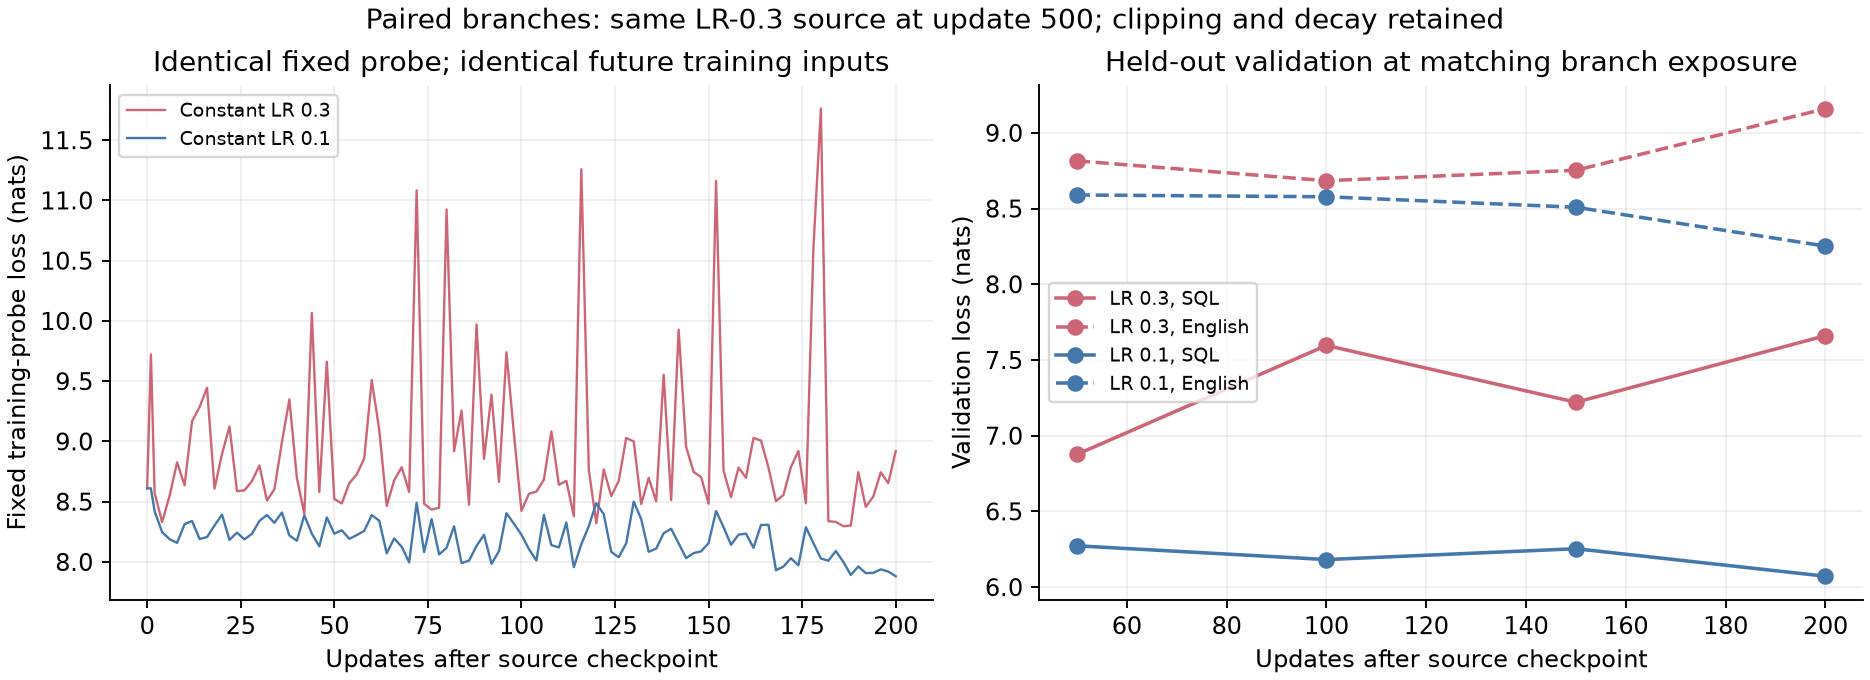 Paired branches: same LR-0.3 source at update 500; clipping and decay retained
Identical fixed probe; identical future training inputs
Constant LR 0.3
Constant LR 0.1
Fixed training-probe loss (nats)
11.5
11.0
10.5
10.0
9.5
9.0
8.5
8.0
0
25
50
75
100
125
150
175
200
Updates after source checkpoint
Held-out validation at matching branch exposure
LR 0.3, SQL
LR 0.3, English
LR 0.1, SQL
LR 0.1, English
Validation loss (nats)
9.0
8.5
8.0
7.5
7.0
6.5
6.0
60
80
100
120
140
160
180
200
Updates after source checkpoint